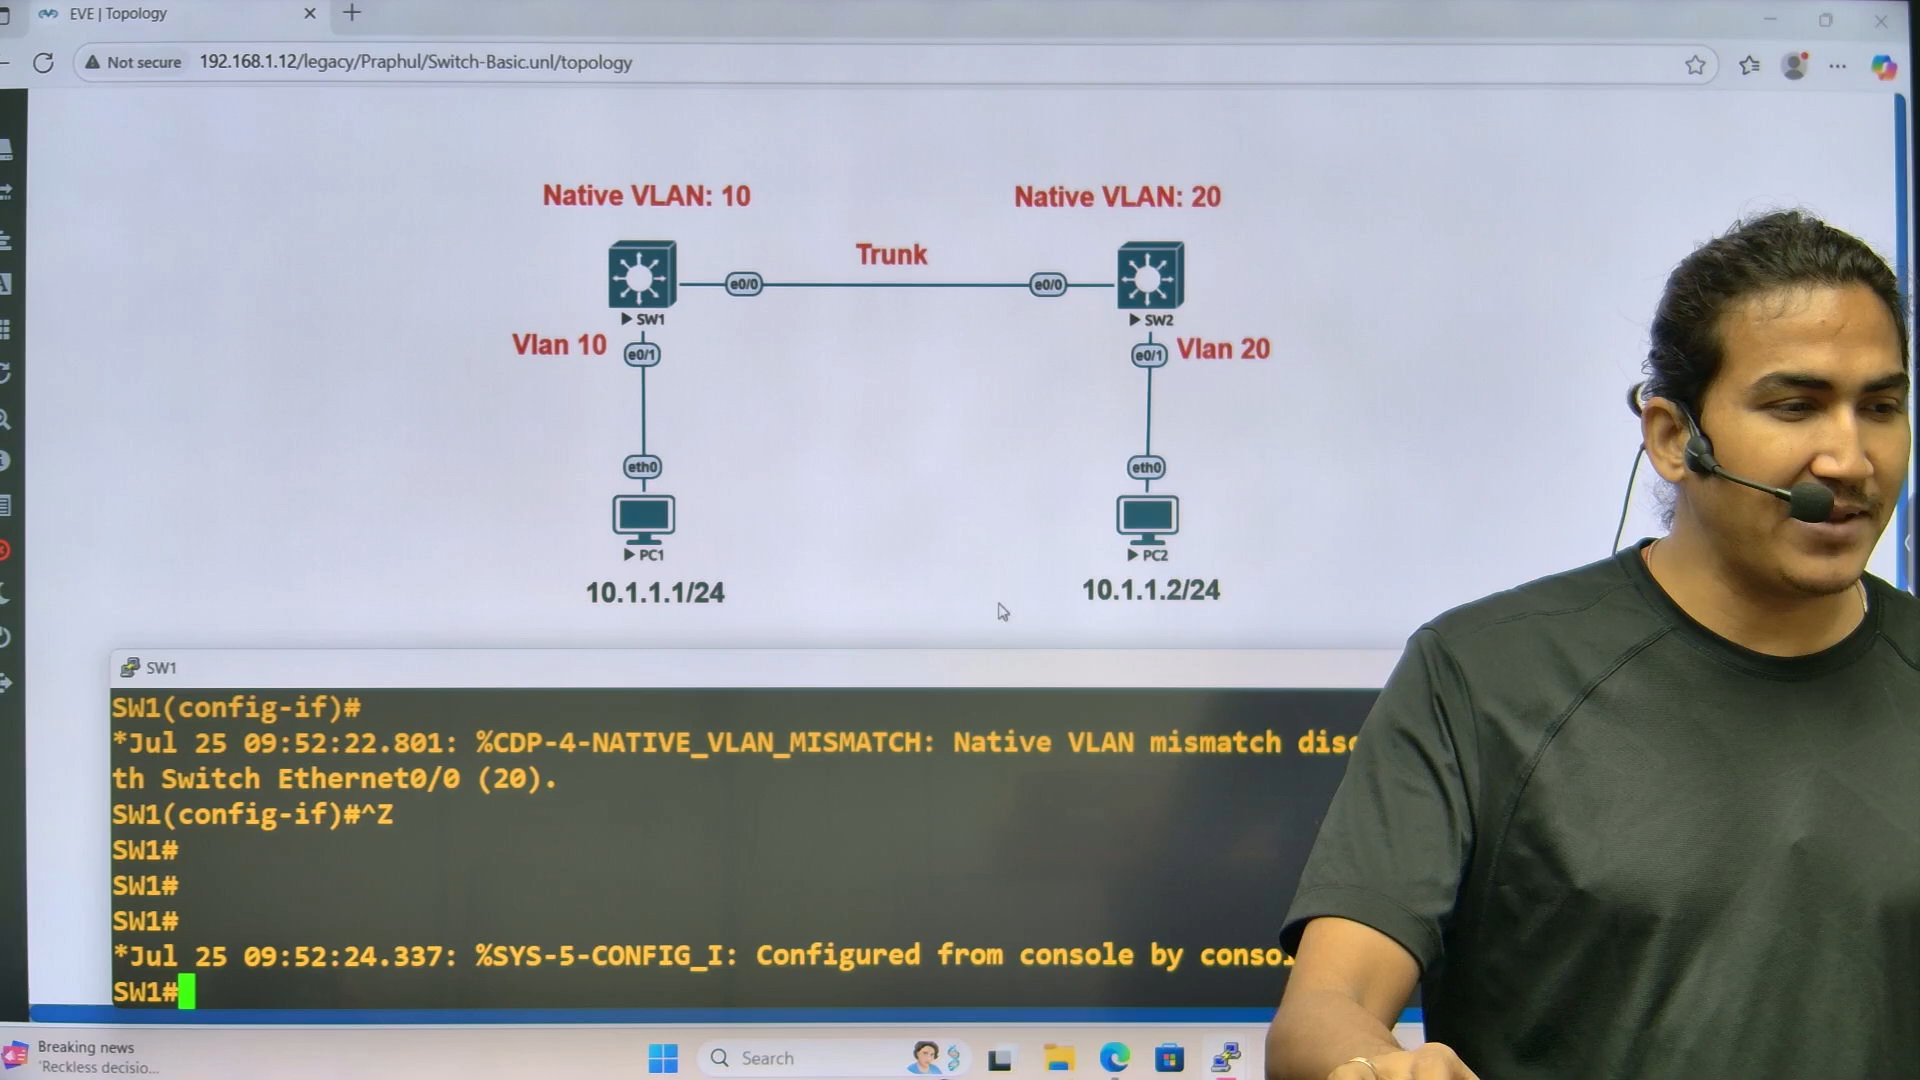 EVE | Topology
Not secure
192.168.1.12/legacy/Praphul/Switch-Basic.unl/topology
Native VLAN: 10
Native VLAN: 20
Trunk
e0/0
e0/0
SW1
SW2
Vlan 10
e0/1
e0/1
Vlan 20
eth0
eth0
PC1
PC2
10.1.1.1/24
10.1.1.2/24
SW1
SW1(config-if)#
*Jul 25 09:52:22.801: %CDP-4-NATIVE_VLAN_MISMATCH: Native VLAN mismatch disc
th Switch Ethernet0/0 (20).
SW1(config-if)#^Z
SW1#
SW1#
SW1#
*Jul 25 09:52:24.337: %SYS-5-CONFIG_I: Configured from console by consol
SW1#
Breaking news
'Reckless decisio...
Search